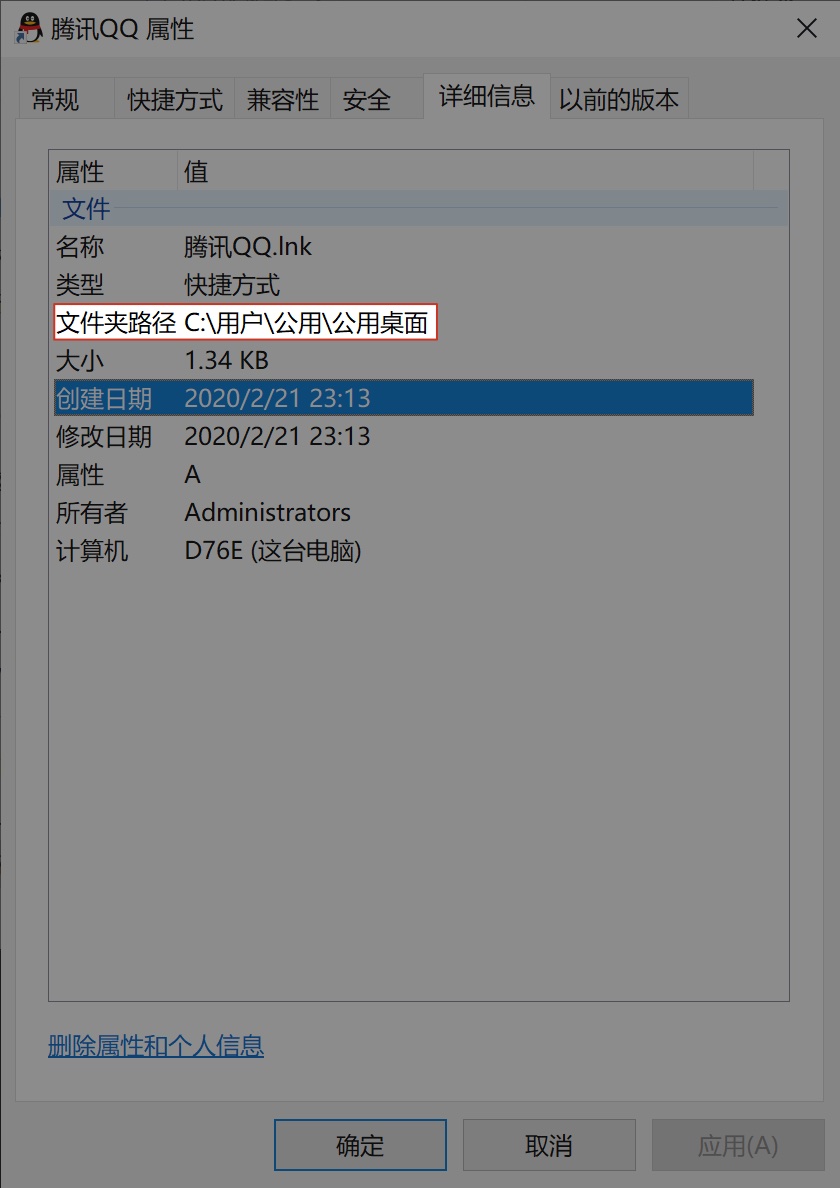 腾讯QQ 属性
常规 快捷方式 兼容性 安全 详细信息 以前的版本
属性 值
文件
名称 腾讯QQ.lnk
类型 快捷方式
文件夹路径 C:\用户\公用\公用桌面
大小 1.34 KB
创建日期 2020/2/21 23:13
修改日期 2020/2/21 23:13
属性 A
所有者 Administrators
计算机 D76E (这台电脑)
删除属性和个人信息
确定 取消 应用(A)